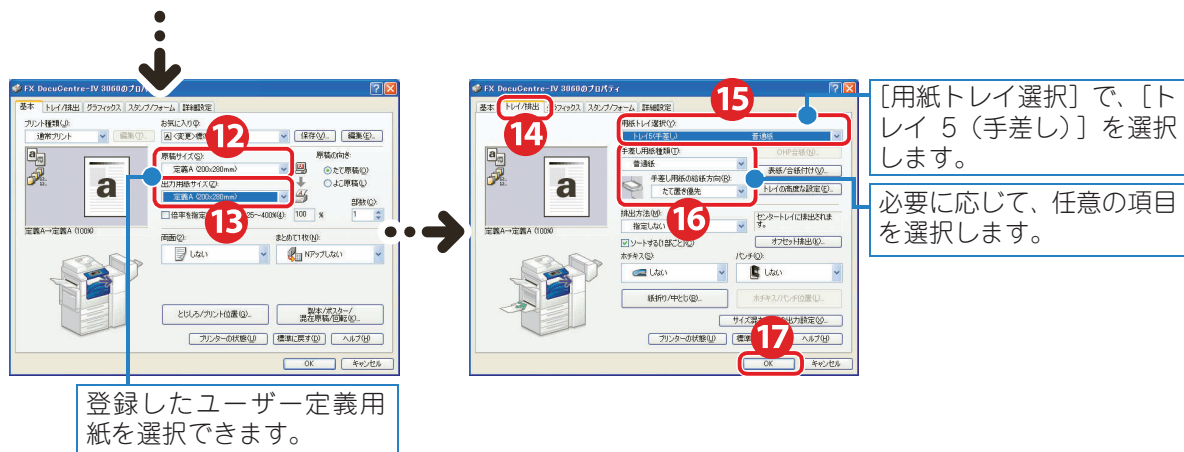 FX DocuCentre-IV 3060のプロパティ
基本 トレイ/排出 グラフィックス スタンプ/フォーム 詳細設定
プリント種類(J):
お気に入り(I):
通常プリント
編集(T)...
<変更>標準
保存(V)...
編集(E)...
12
原稿サイズ(S):
定義A (200x280mm)
原稿の向き:
たて原稿(O)
よこ原稿(L)
出力用紙サイズ(Z):
定義A (200x280mm)
部数(C):
倍率を指定
25~400%(4):
100 %
1
13
定義A→定義A (100%)
両面(2):
しない
まとめて1枚(N):
Nアップしない
とじしろ/プリント位置(G)...
製本/ポスター/
混在原稿/回転(X)...
プリンターの状態(U)
標準に戻す(D)
ヘルプ(H)
OK
キャンセル
登録したユーザー定義用
紙を選択できます。
FX DocuCentre-IV 3060のプロパティ
基本 トレイ/排出 グラフィックス スタンプ/フォーム 詳細設定
14
15
用紙トレイ選択(Y):
トレイ5(手差し) 普通紙
手差し用紙種類(T):
普通紙
OHP合紙(N)...
表紙/合紙付け(V)...
手差し用紙の給紙方向(R):
たて置き優先
トレイの高度な設定(E)...
16
排出方法(M):
指定しない
センタートレイに排出されま
す。
ソートする(1部ごと)(C)
オフセット排出(K)...
定義A→定義A (100%)
ホチキス(S):
しない
パンチ(O):
しない
紙折り/中とじ(B)...
ホチキス/パンチ位置(L)...
プリンターの状態(U)
ヘルプ(H)
17
OK
キャンセル
[用紙トレイ選択]で、[ト
レイ 5(手差し)]を選択
します。
必要に応じて、任意の項目
を選択します。